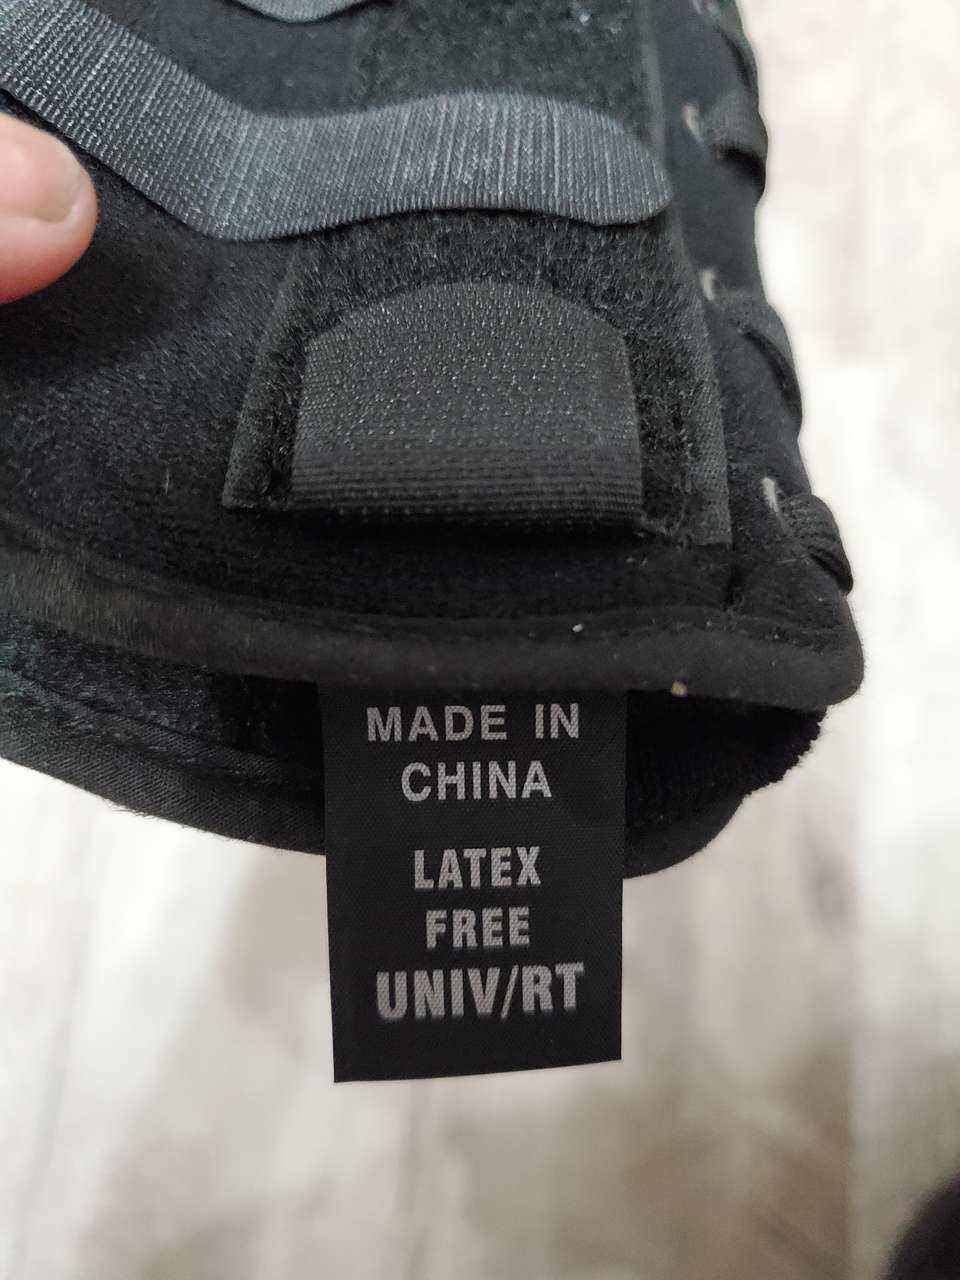 MADE IN
CHINA
LATEX
FREE
UNIV/RT